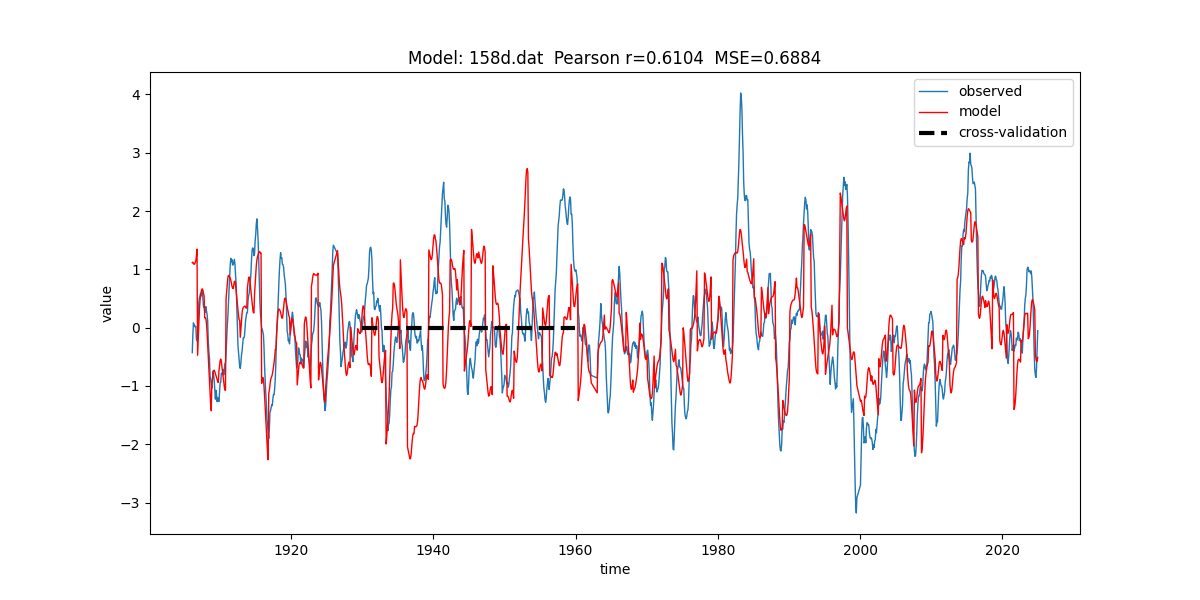 Model: 158d.dat  Pearson r=0.6104  MSE=0.6884
observed
model
cross-validation
value
4
3
2
1
0
−1
−2
−3
1920
1940
1960
1980
2000
2020
time